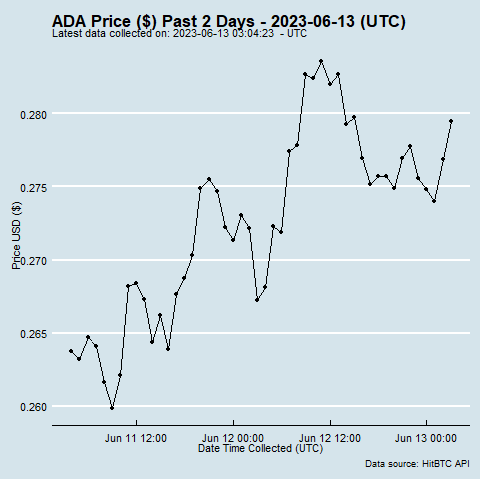 ADA Price ($) Past 2 Days - 2023-06-13 (UTC)
Latest data collected on: 2023-06-13 03:04:23 - UTC
0.280
0.275
0.270
0.265
0.260
Price USD ($)
Jun 11 12:00 Jun 12 00:00 Jun 12 12:00 Jun 13 00:00
Date Time Collected (UTC)
Data source: HitBTC API